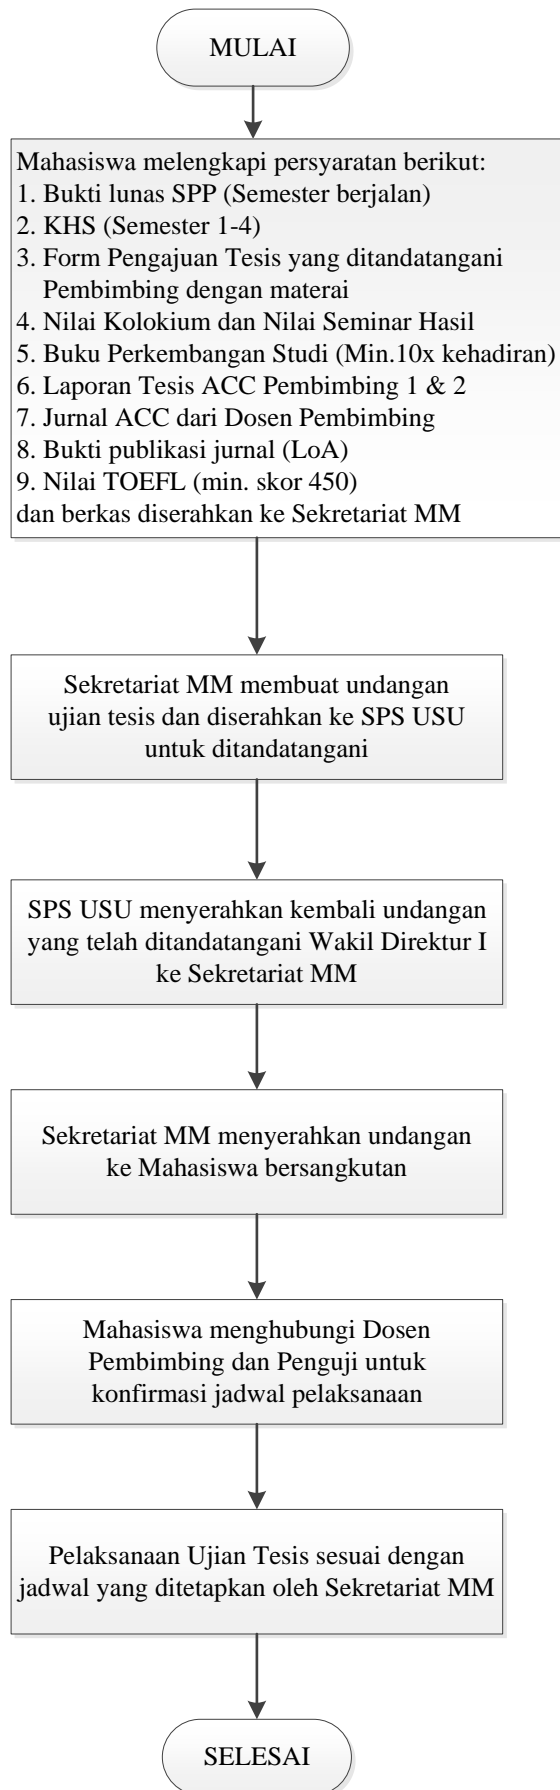 MULAI
Mahasiswa melengkapi persyaratan berikut:
1. Bukti lunas SPP (Semester berjalan)
2. KHS (Semester 1-4)
3. Form Pengajuan Tesis yang ditandatangani
Pembimbing dengan materai
4. Nilai Kolokium dan Nilai Seminar Hasil
5. Buku Perkembangan Studi (Min.10x kehadiran)
6. Laporan Tesis ACC Pembimbing 1 & 2
7. Jurnal ACC dari Dosen Pembimbing
8. Bukti publikasi jurnal (LoA)
9. Nilai TOEFL (min. skor 450)
dan berkas diserahkan ke Sekretariat MM
Sekretariat MM membuat undangan
ujian tesis dan diserahkan ke SPS USU
untuk ditandatangani
SPS USU menyerahkan kembali undangan
yang telah ditandatangani Wakil Direktur I
ke Sekretariat MM
Sekretariat MM menyerahkan undangan
ke Mahasiswa bersangkutan
Mahasiswa menghubungi Dosen
Pembimbing dan Penguji untuk
konfirmasi jadwal pelaksanaan
Pelaksanaan Ujian Tesis sesuai dengan
jadwal yang ditetapkan oleh Sekretariat MM
SELESAI